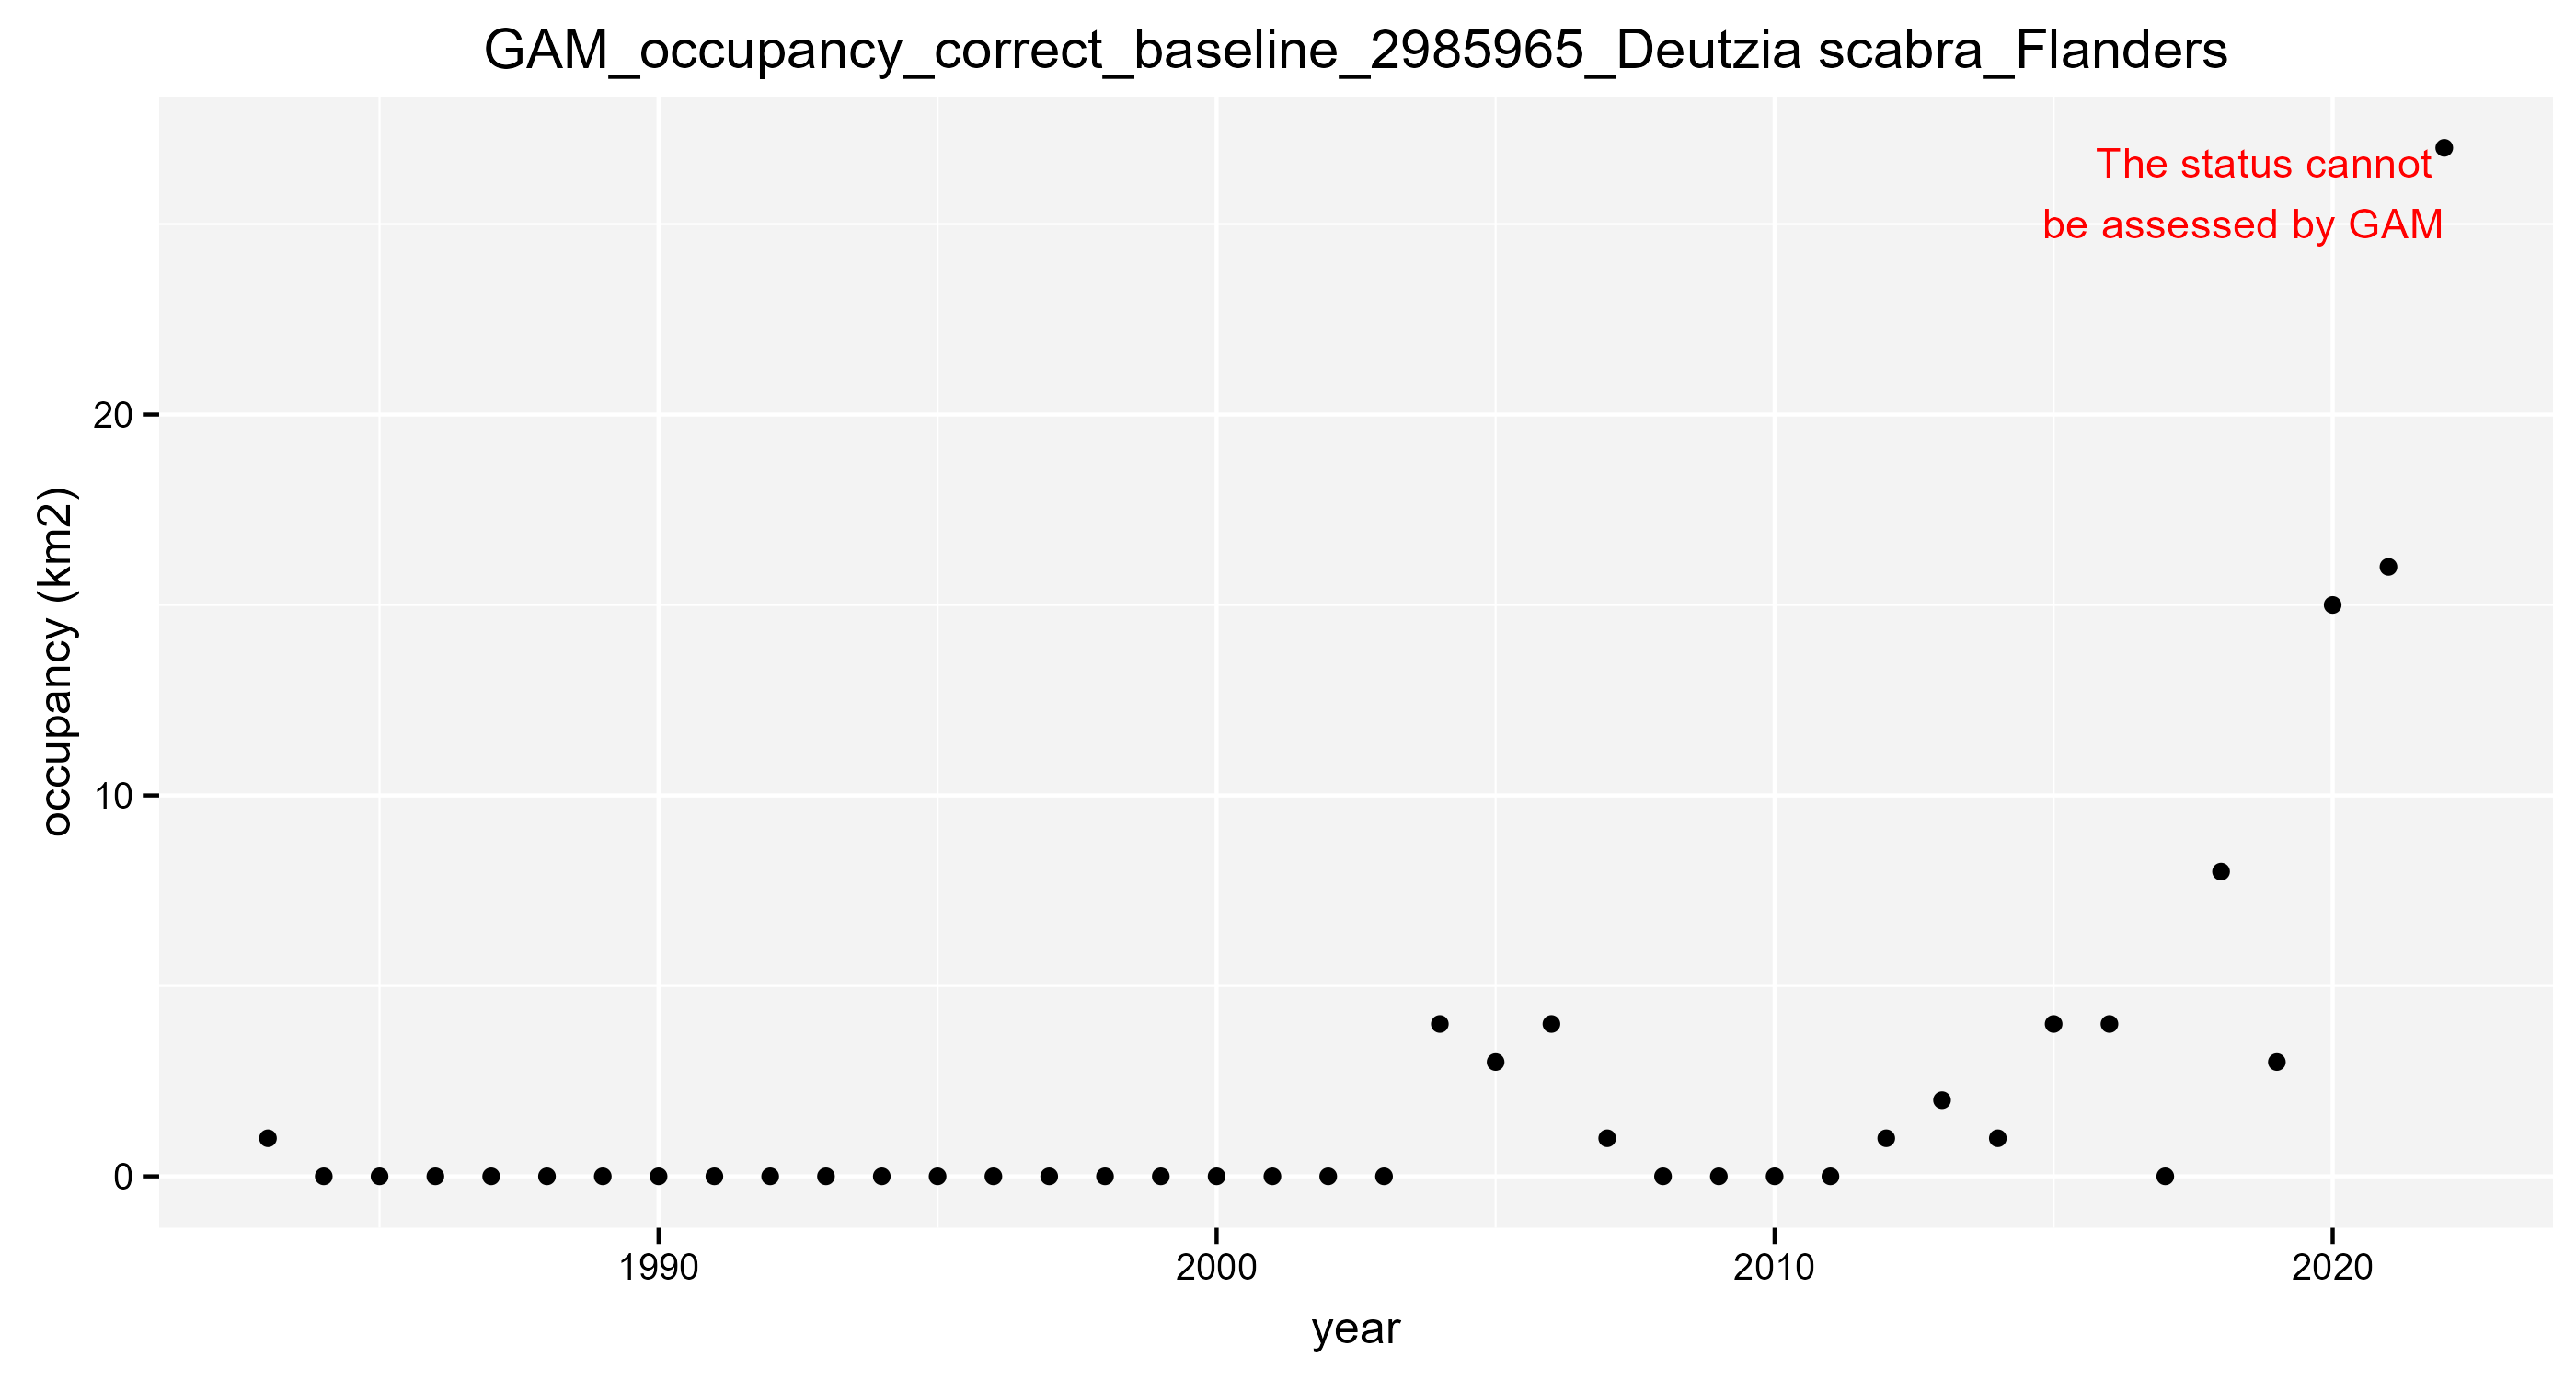 GAM_occupancy_correct_baseline_2985965_Deutzia scabra_Flanders
The status cannot
be assessed by GAM
occupancy (km2)
20
10
0
1990 2000 2010 2020
year